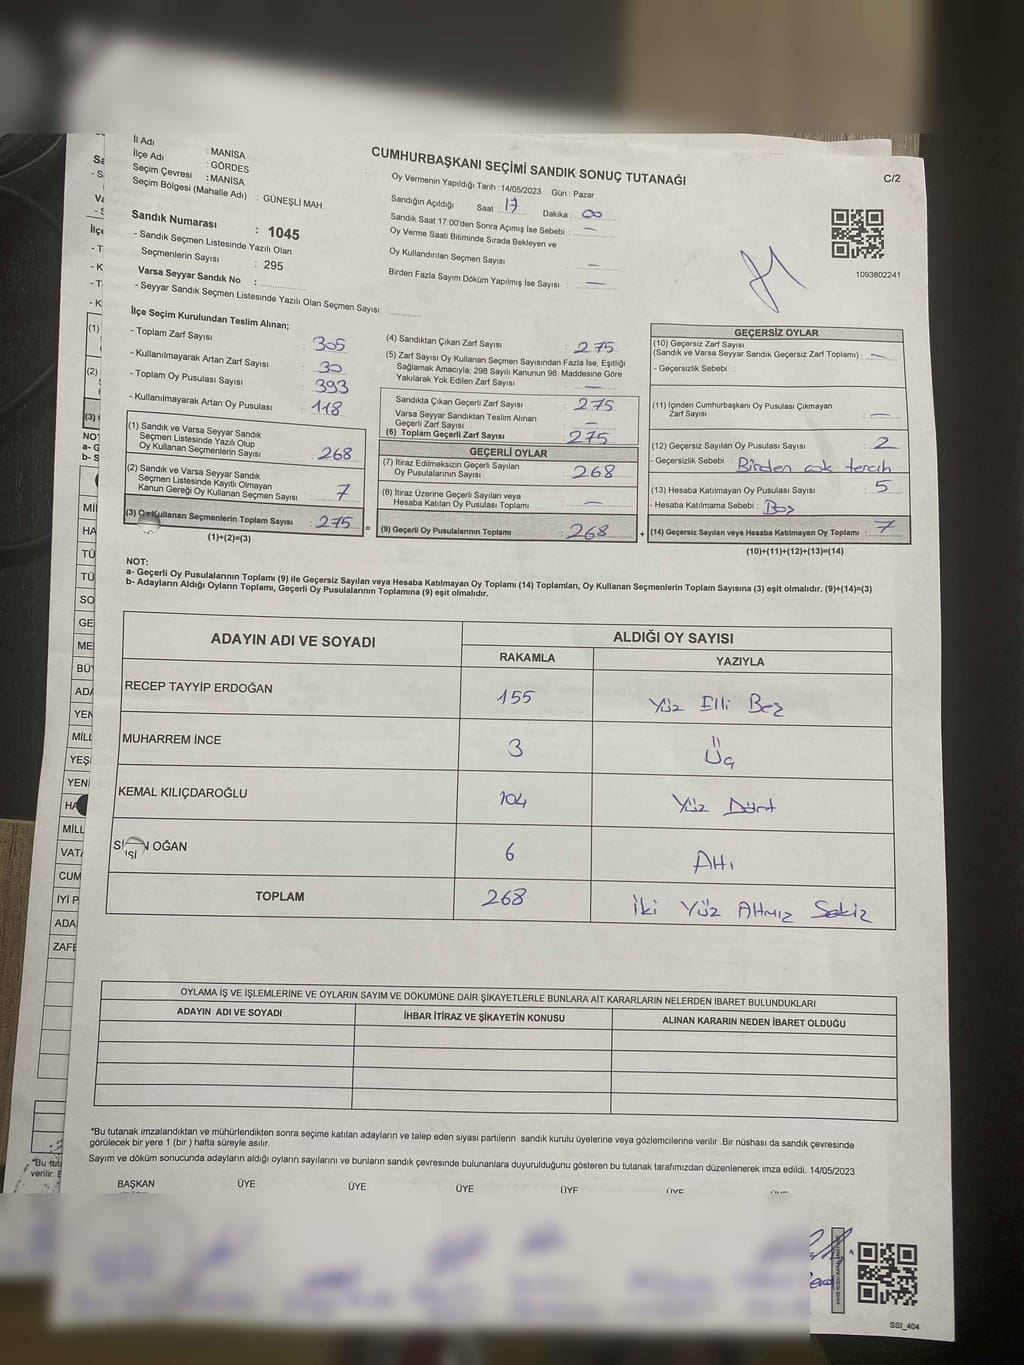 İl Adı : MANİSA
İlçe Adı : GÖRDES
Seçim Çevresi : MANİSA
Seçim Bölgesi (Mahalle Adı) : GÜNEŞLİ MAH.
Sandık Numarası : 1045
- Sandık Seçmen Listesinde Yazılı Olan
Seçmenlerin Sayısı : 295
Varsa Seyyar Sandık No :
- Seyyar Sandık Seçmen Listesinde Yazılı Olan Seçmen Sayısı:
CUMHURBAŞKANI SEÇİMİ SANDIK SONUÇ TUTANAĞI
C/2
Oy Vermenin Yapıldığı Tarih : 14/05/2023 Gün : Pazar
Sandığın Açıldığı Saat : 17 Dakika : 00
Sandık Saat 17.00'den Sonra Açımış İse Sebebi : —
Oy Verme Saati Bitiminde Sırada Bekleyen ve
Oy Kullandırılan Seçmen Sayısı : —
Birden Fazla Sayım Döküm Yapılmış İse Sayısı : —
1093802241
İlçe Seçim Kurulundan Teslim Alınan;
- Toplam Zarf Sayısı : 305
- Kullanılmayarak Artan Zarf Sayısı : 30
- Toplam Oy Pusulası Sayısı : 393
- Kullanılmayarak Artan Oy Pusulası : 118
(1) Sandık ve Varsa Seyyar Sandık
Seçmen Listesinde Yazılı Olup
Oy Kullanan Seçmenlerin Sayısı : 268
(2) Sandık ve Varsa Seyyar Sandık
Seçmen Listesinde Kayıtlı Olmayan
Kanun Gereği Oy Kullanan Seçmen Sayısı : 7
(3) Oy Kullanan Seçmenlerin Toplam Sayısı : 275 =
(1)+(2)=(3)
(4) Sandıktan Çıkan Zarf Sayısı : 275
(5) Zarf Sayısı Oy Kullanan Seçmen Sayısından Fazla İse, Eşitliği
Sağlamak Amacıyla; 298 Sayılı Kanunun 98. Maddesine Göre
Yakılarak Yok Edilen Zarf Sayısı : —
Sandıkta Çıkan Geçerli Zarf Sayısı : 275
Varsa Seyyar Sandıktan Teslim Alınan
Geçerli Zarf Sayısı : —
(6) Toplam Geçerli Zarf Sayısı : 275
GEÇERLİ OYLAR
(7) İtiraz Edilmeksizin Geçerli Sayılan
Oy Pusulalarının Sayısı : 268
(8) İtiraz Üzerine Geçerli Sayılan veya
Hesaba Katılan Oy Pusulası Toplamı : —
(9) Geçerli Oy Pusulalarının Toplamı : 268 +
GEÇERSİZ OYLAR
(10) Geçersiz Zarf Sayısı
(Sandık ve Varsa Seyyar Sandık Geçersiz Zarf Toplamı) : —
- Geçersizlik Sebebi :
(11) İçinden Cumhurbaşkanı Oy Pusulası Çıkmayan
Zarf Sayısı : —
(12) Geçersiz Sayılan Oy Pusulası Sayısı : 2
- Geçersizlik Sebebi : Birden çok tercih
(13) Hesaba Katılmayan Oy Pusulası Sayısı : 5
- Hesaba Katılmama Sebebi : Boş
(14) Geçersiz Sayılan veya Hesaba Katılmayan Oy Toplamı : 7
(10)+(11)+(12)+(13)=(14)
NOT:
a- Geçerli Oy Pusulalarının Toplamı (9) ile Geçersiz Sayılan veya Hesaba Katılmayan Oy Toplamı (14) Toplamları, Oy Kullanan Seçmenlerin Toplam Sayısına (3) eşit olmalıdır. (9)+(14)=(3)
b- Adayların Aldığı Oyların Toplamı, Geçerli Oy Pusulalarının Toplamına (9) eşit olmalıdır.
ADAYIN ADI VE SOYADI
ALDIĞI OY SAYISI
RAKAMLA YAZIYLA
RECEP TAYYİP ERDOĞAN 155 Yüz Elli Beş
MUHARREM İNCE 3 Üç
KEMAL KILIÇDAROĞLU 104 Yüz Dört
OĞAN 6 Altı
TOPLAM 268 İki Yüz Altmış Sekiz
OYLAMA İŞ VE İŞLEMLERİNE VE OYLARIN SAYIM VE DÖKÜMÜNE DAİR ŞİKAYETLERLE BUNLARA AİT KARARLARIN NELERDEN İBARET BULUNDUKLARI
ADAYIN ADI VE SOYADI İHBAR İTİRAZ VE ŞİKAYETİN KONUSU ALINAN KARARIN NEDEN İBARET OLDUĞU
*Bu tutanak imzalandıktan ve mühürlendikten sonra seçime katılan adayların ve talep eden siyasi partilerin sandık kurulu üyelerine veya gözlemcilerine verilir. Bir nüshası da sandık çevresinde
görülecek bir yere 1 (bir) hafta süreyle asılır.
Sayım ve döküm sonucunda adayların aldığı oyların sayılarını ve bunların sandık çevresinde bulunanlara duyurulduğunu gösteren bu tutanak tarafımızdan düzenlenerek imza edildi. 14/05/2023
BAŞKAN ÜYE ÜYE ÜYE ÜYE ÜYE
SSI_404